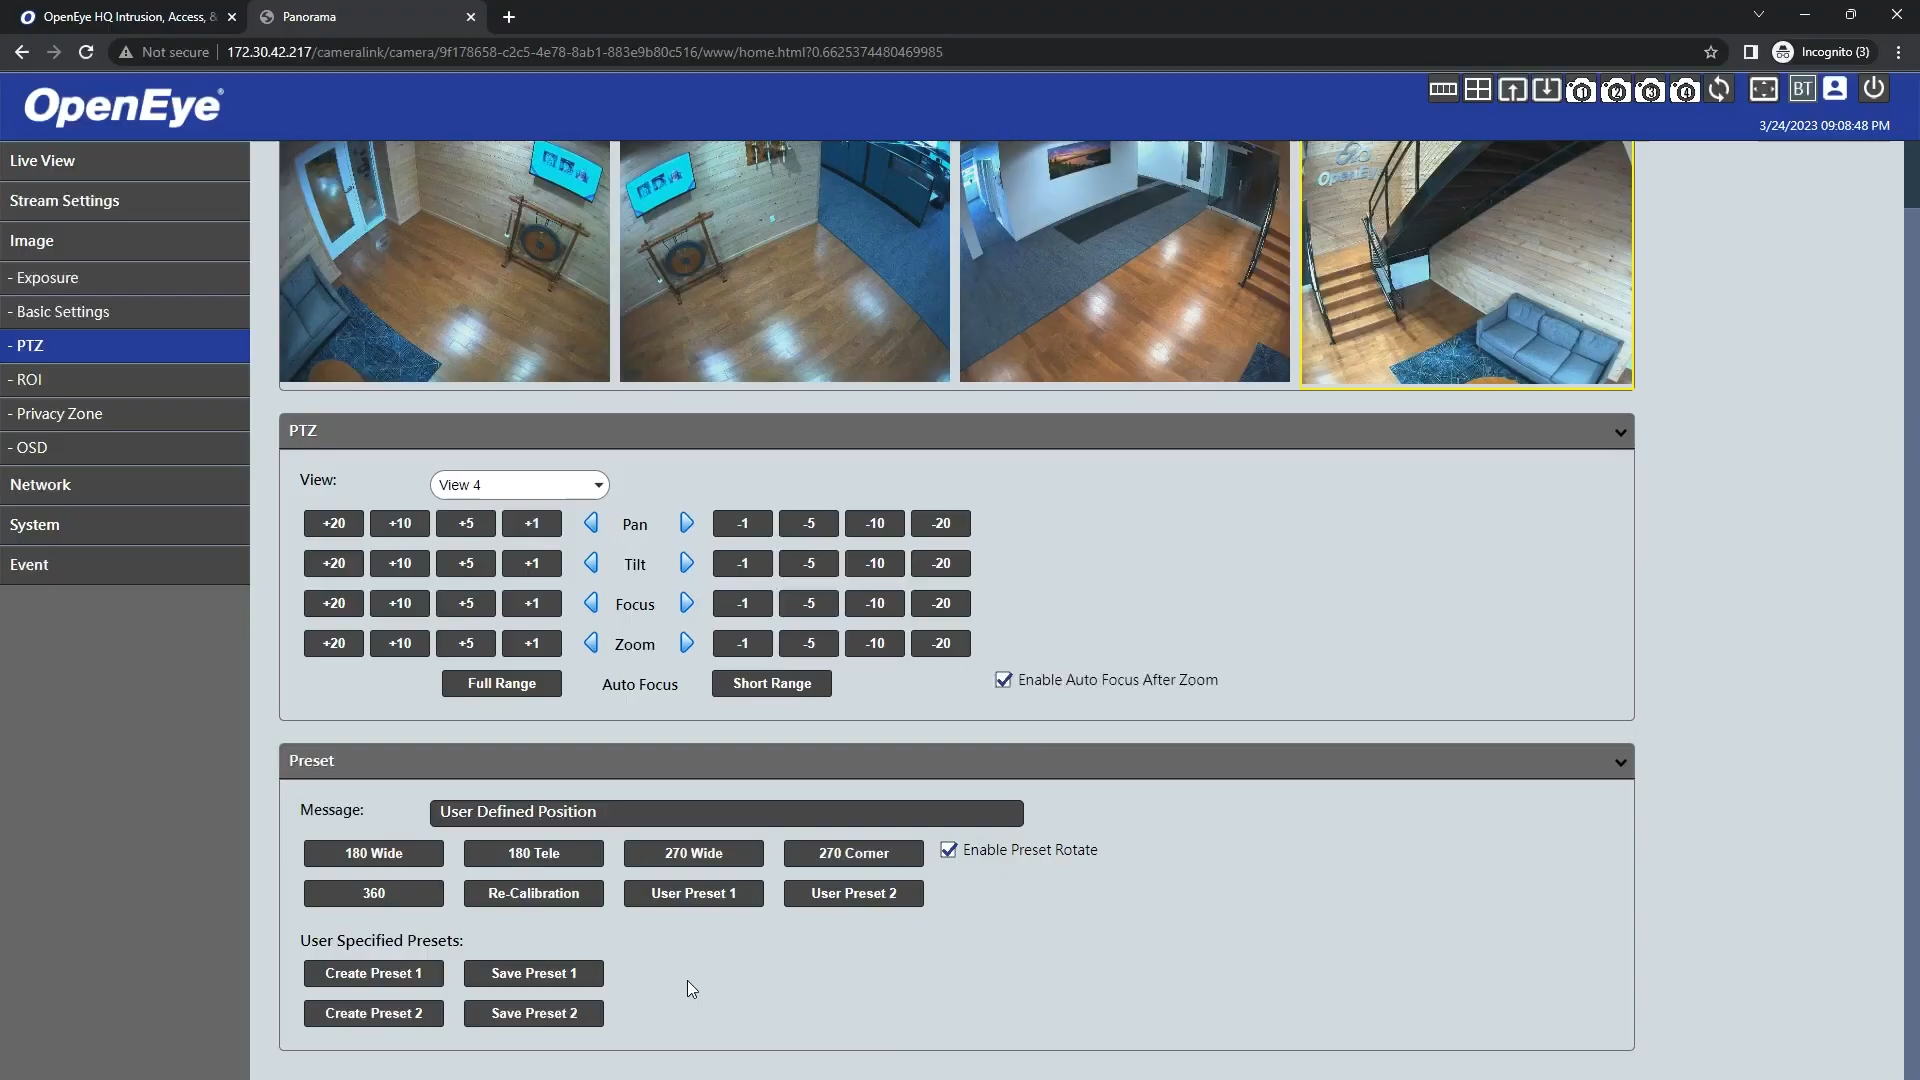 OpenEye HQ Intrusion, Access, &
Panorama
Not secure
172.30.42.217/cameralink/camera/9f178658-c2c5-4e78-8ab1-883e9b80c516/www/home.html?0.6625374480469985
Incognito (3)
OpenEye®
1 2 3 4 BT
3/24/2023 09:08:48 PM
Live View
Stream Settings
Image
- Exposure
- Basic Settings
- PTZ
- ROI
- Privacy Zone
- OSD
Network
System
Event
OpenEye
PTZ
View: View 4
+20 +10 +5 +1 Pan -1 -5 -10 -20
+20 +10 +5 +1 Tilt -1 -5 -10 -20
+20 +10 +5 +1 Focus -1 -5 -10 -20
+20 +10 +5 +1 Zoom -1 -5 -10 -20
Full Range Auto Focus Short Range Enable Auto Focus After Zoom
Preset
Message: User Defined Position
180 Wide 180 Tele 270 Wide 270 Corner Enable Preset Rotate
360 Re-Calibration User Preset 1 User Preset 2
User Specified Presets:
Create Preset 1 Save Preset 1
Create Preset 2 Save Preset 2